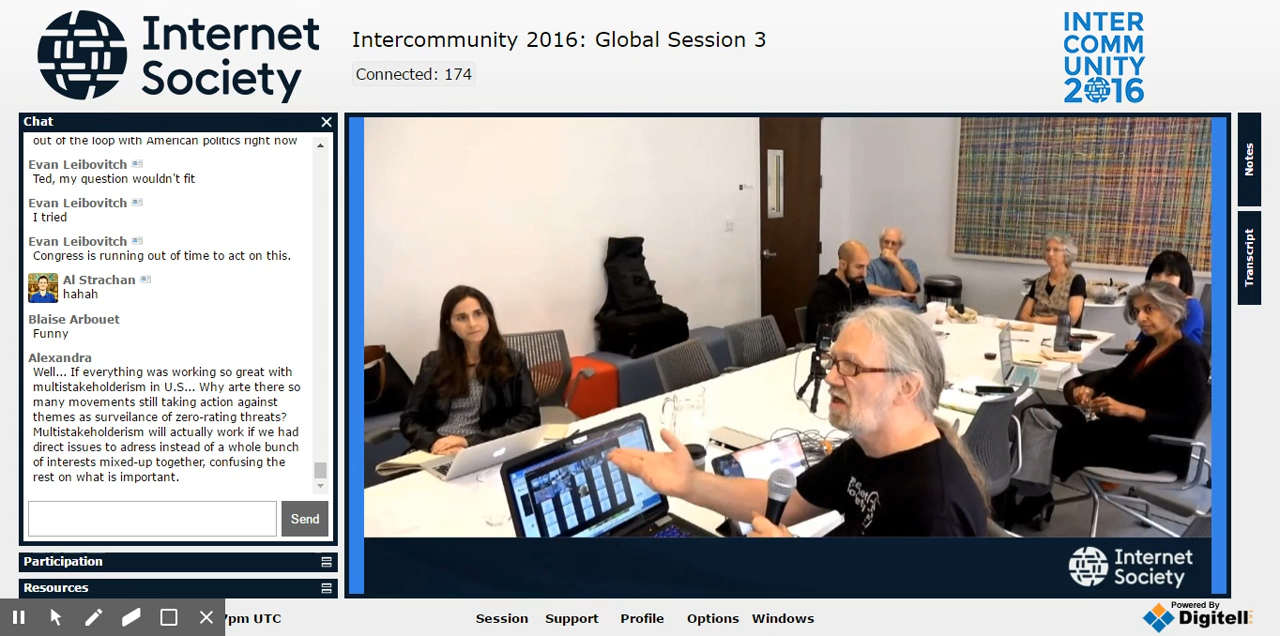 Internet
Society
Intercommunity 2016: Global Session 3
Connected: 174
INTER
COMM
UNITY
2016
Chat
out of the loop with American politics right now
Evan Leibovitch
Ted, my question wouldn't fit
Evan Leibovitch
I tried
Evan Leibovitch
Congress is running out of time to act on this.
Al Strachan
hahah
Blaise Arbouet
Funny
Alexandra
Well... If everything was working so great with
multistakeholderism in U.S... Why arte there so
many movements still taking action against
themes as surveilance of zero-rating threats?
Multistakeholderism will actually work if we had
direct issues to adress instead of a whole bunch
of interests mixed-up together, confusing the
rest on what is important.
Send
Participation
Resources
Notes
Transcript
Internet
Society
7pm UTC
Session
Support
Profile
Options
Windows
Powered By
Digitell